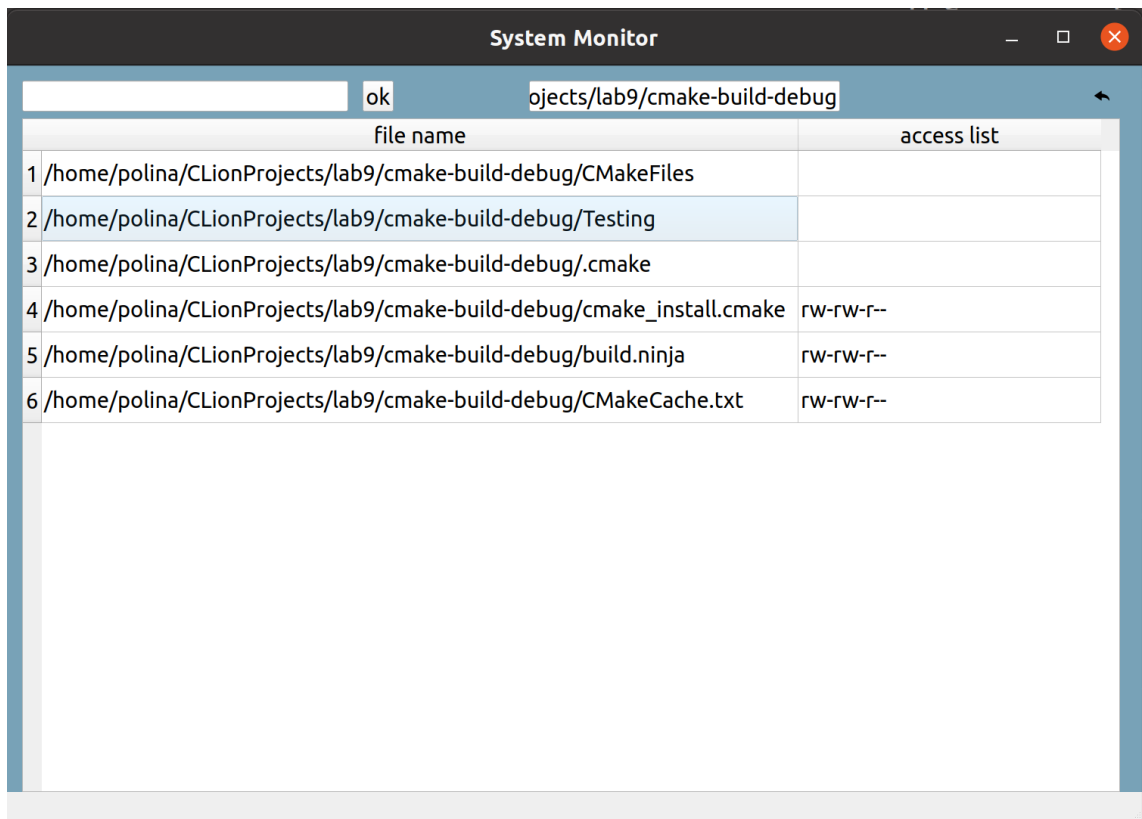 System Monitor
ok ojects/lab9/cmake-build-debug
file name access list
1 /home/polina/CLionProjects/lab9/cmake-build-debug/CMakeFiles
2 /home/polina/CLionProjects/lab9/cmake-build-debug/Testing
3 /home/polina/CLionProjects/lab9/cmake-build-debug/.cmake
4 /home/polina/CLionProjects/lab9/cmake-build-debug/cmake_install.cmake rw-rw-r--
5 /home/polina/CLionProjects/lab9/cmake-build-debug/build.ninja rw-rw-r--
6 /home/polina/CLionProjects/lab9/cmake-build-debug/CMakeCache.txt rw-rw-r--